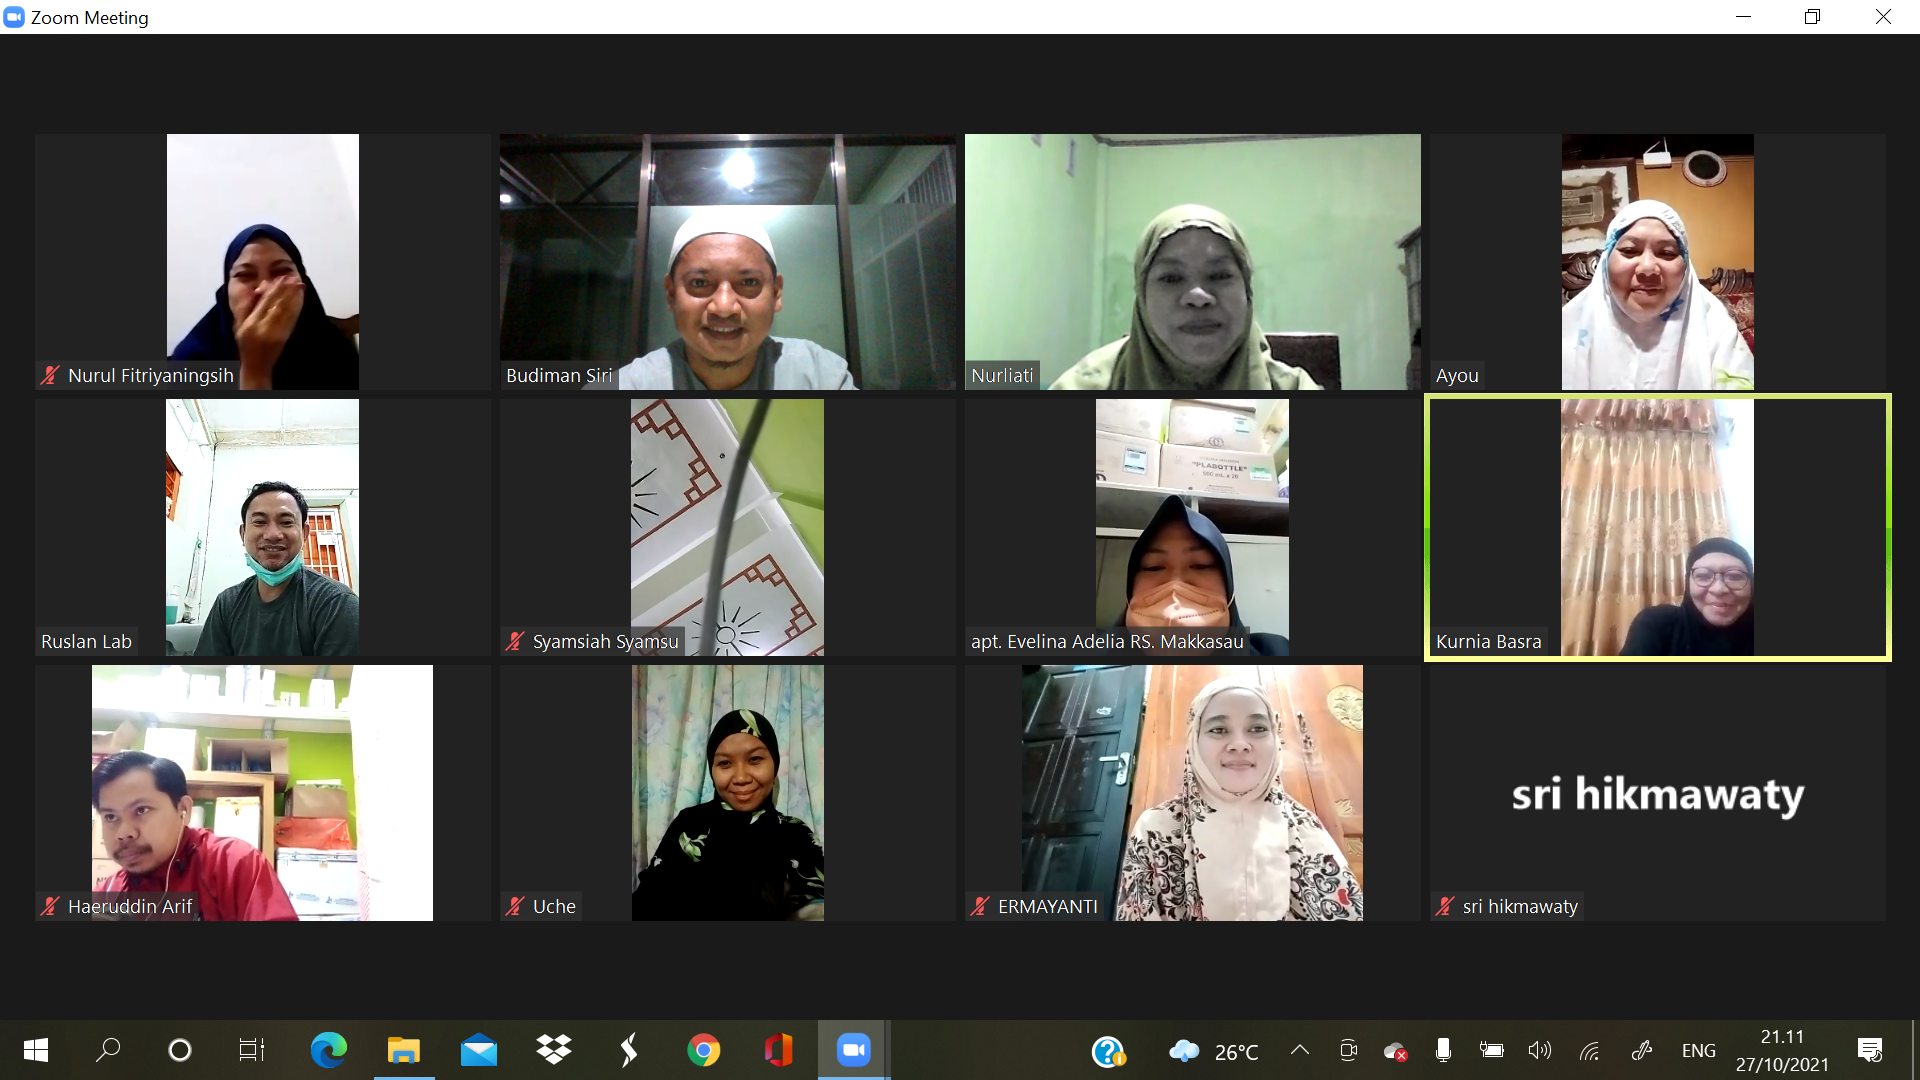 Zoom Meeting
Nurul Fitriyaningsih
Budiman Siri
Nurliati
Ayou
"PLABOTTLE"
Ruslan Lab
Syamsiah Syamsu
apt. Evelina Adelia RS. Makkasau
Kurnia Basra
sri hikmawaty
Haeruddin Arif
Uche
ERMAYANTI
sri hikmawaty
26°C
ENG
21.11
27/10/2021